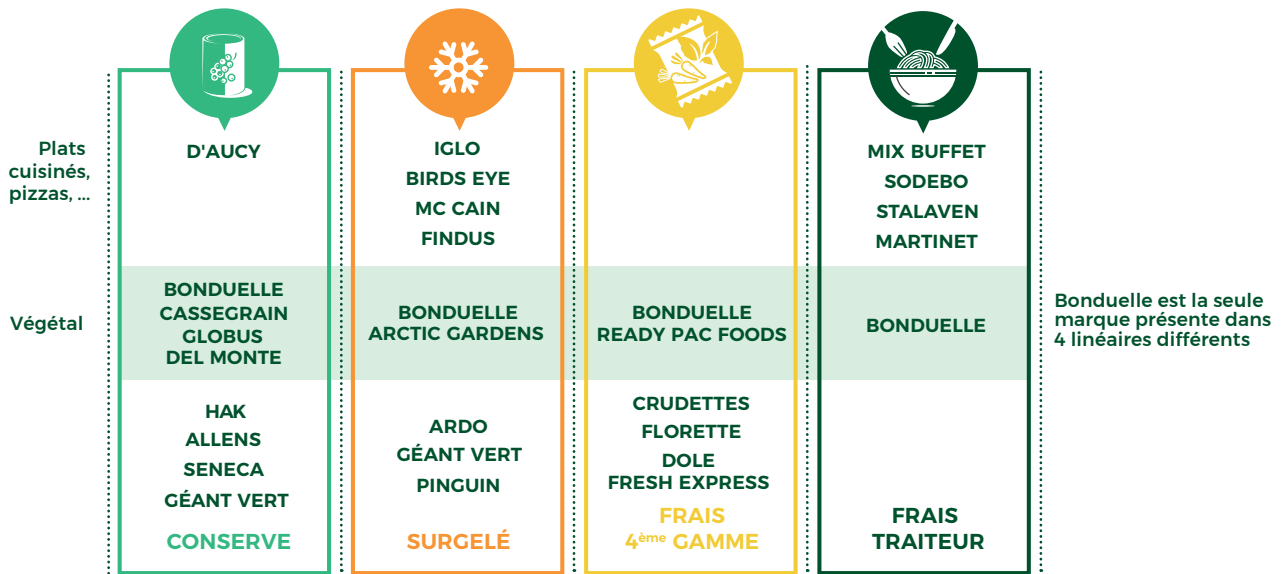 Plats
cuisinés,
pizzas, ...
D'AUCY
IGLO
BIRDS EYE
MC CAIN
FINDUS
MIX BUFFET
SODEBO
STALAVEN
MARTINET
Végétal
BONDUELLE
CASSEGRAIN
GLOBUS
DEL MONTE
BONDUELLE
ARCTIC GARDENS
BONDUELLE
READY PAC FOODS
BONDUELLE
Bonduelle est la seule
marque présente dans
4 linéaires différents
HAK
ALLENS
SENECA
GÉANT VERT
ARDO
GÉANT VERT
PINGUIN
CRUDETTES
FLORETTE
DOLE
FRESH EXPRESS
CONSERVE
SURGELÉ
FRAIS
4ème GAMME
FRAIS
TRAITEUR